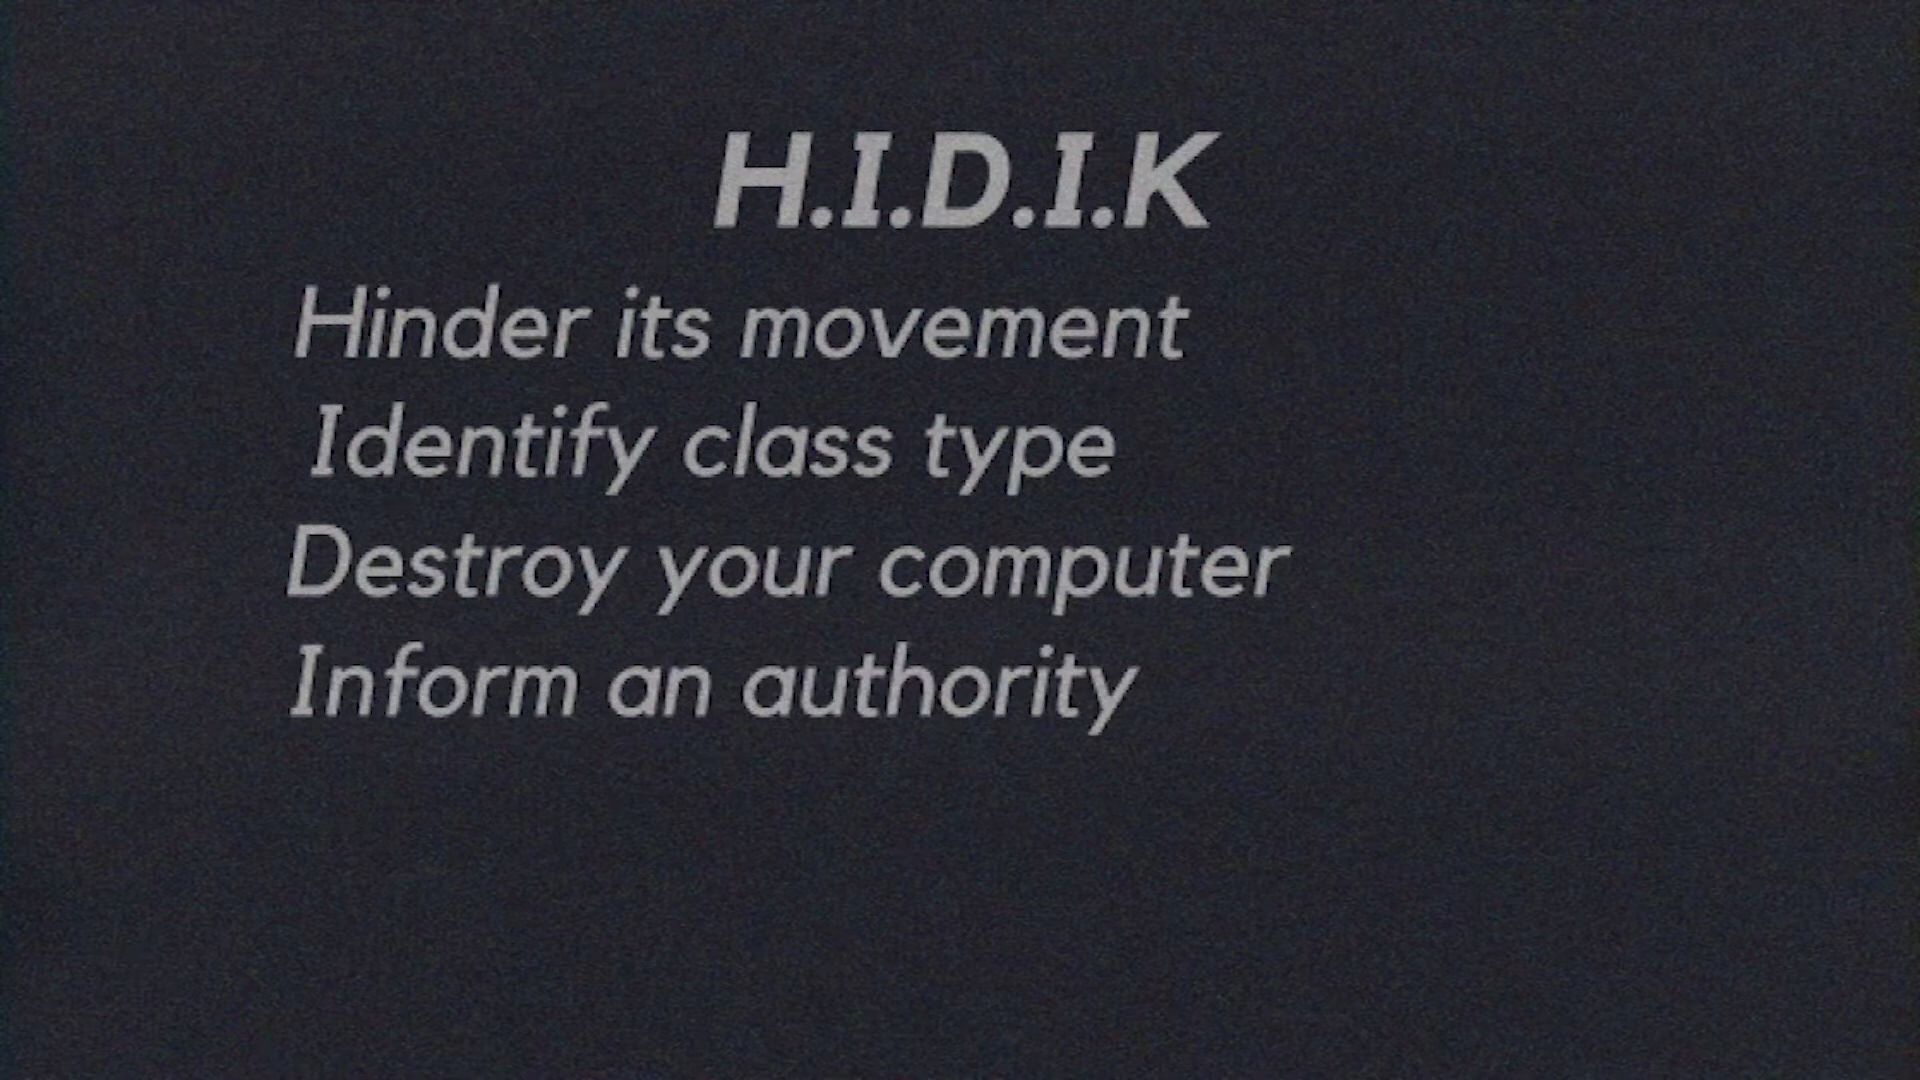 H.I.D.I.K
Hinder its movement
Identify class type
Destroy your computer
Inform an authority